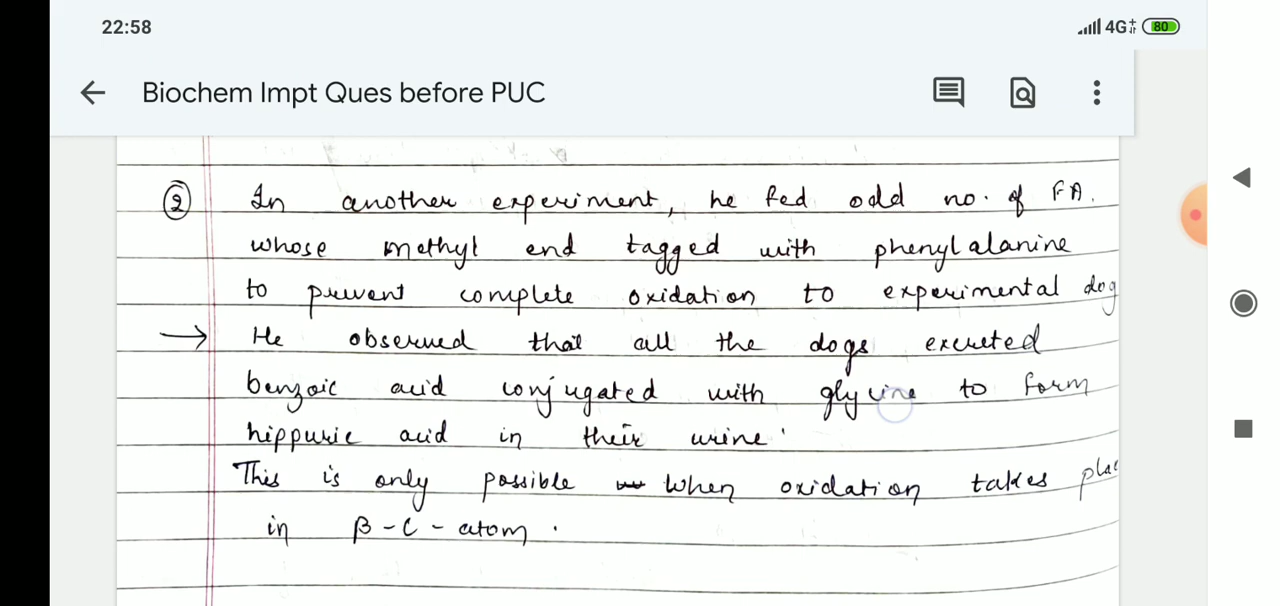 22:58
4G+ 80
Biochem Impt Ques before PUC
2 In another experiment, he fed odd no. of FA.
whose methyl end tagged with phenylalanine
to prevent complete oxidation to experimental dog
→ He observed that all the dogs excreted
benzoic acid conjugated with glycine to form
hippuric acid in their urine.
This is only possible when oxidation takes plac
in β-C-atom.